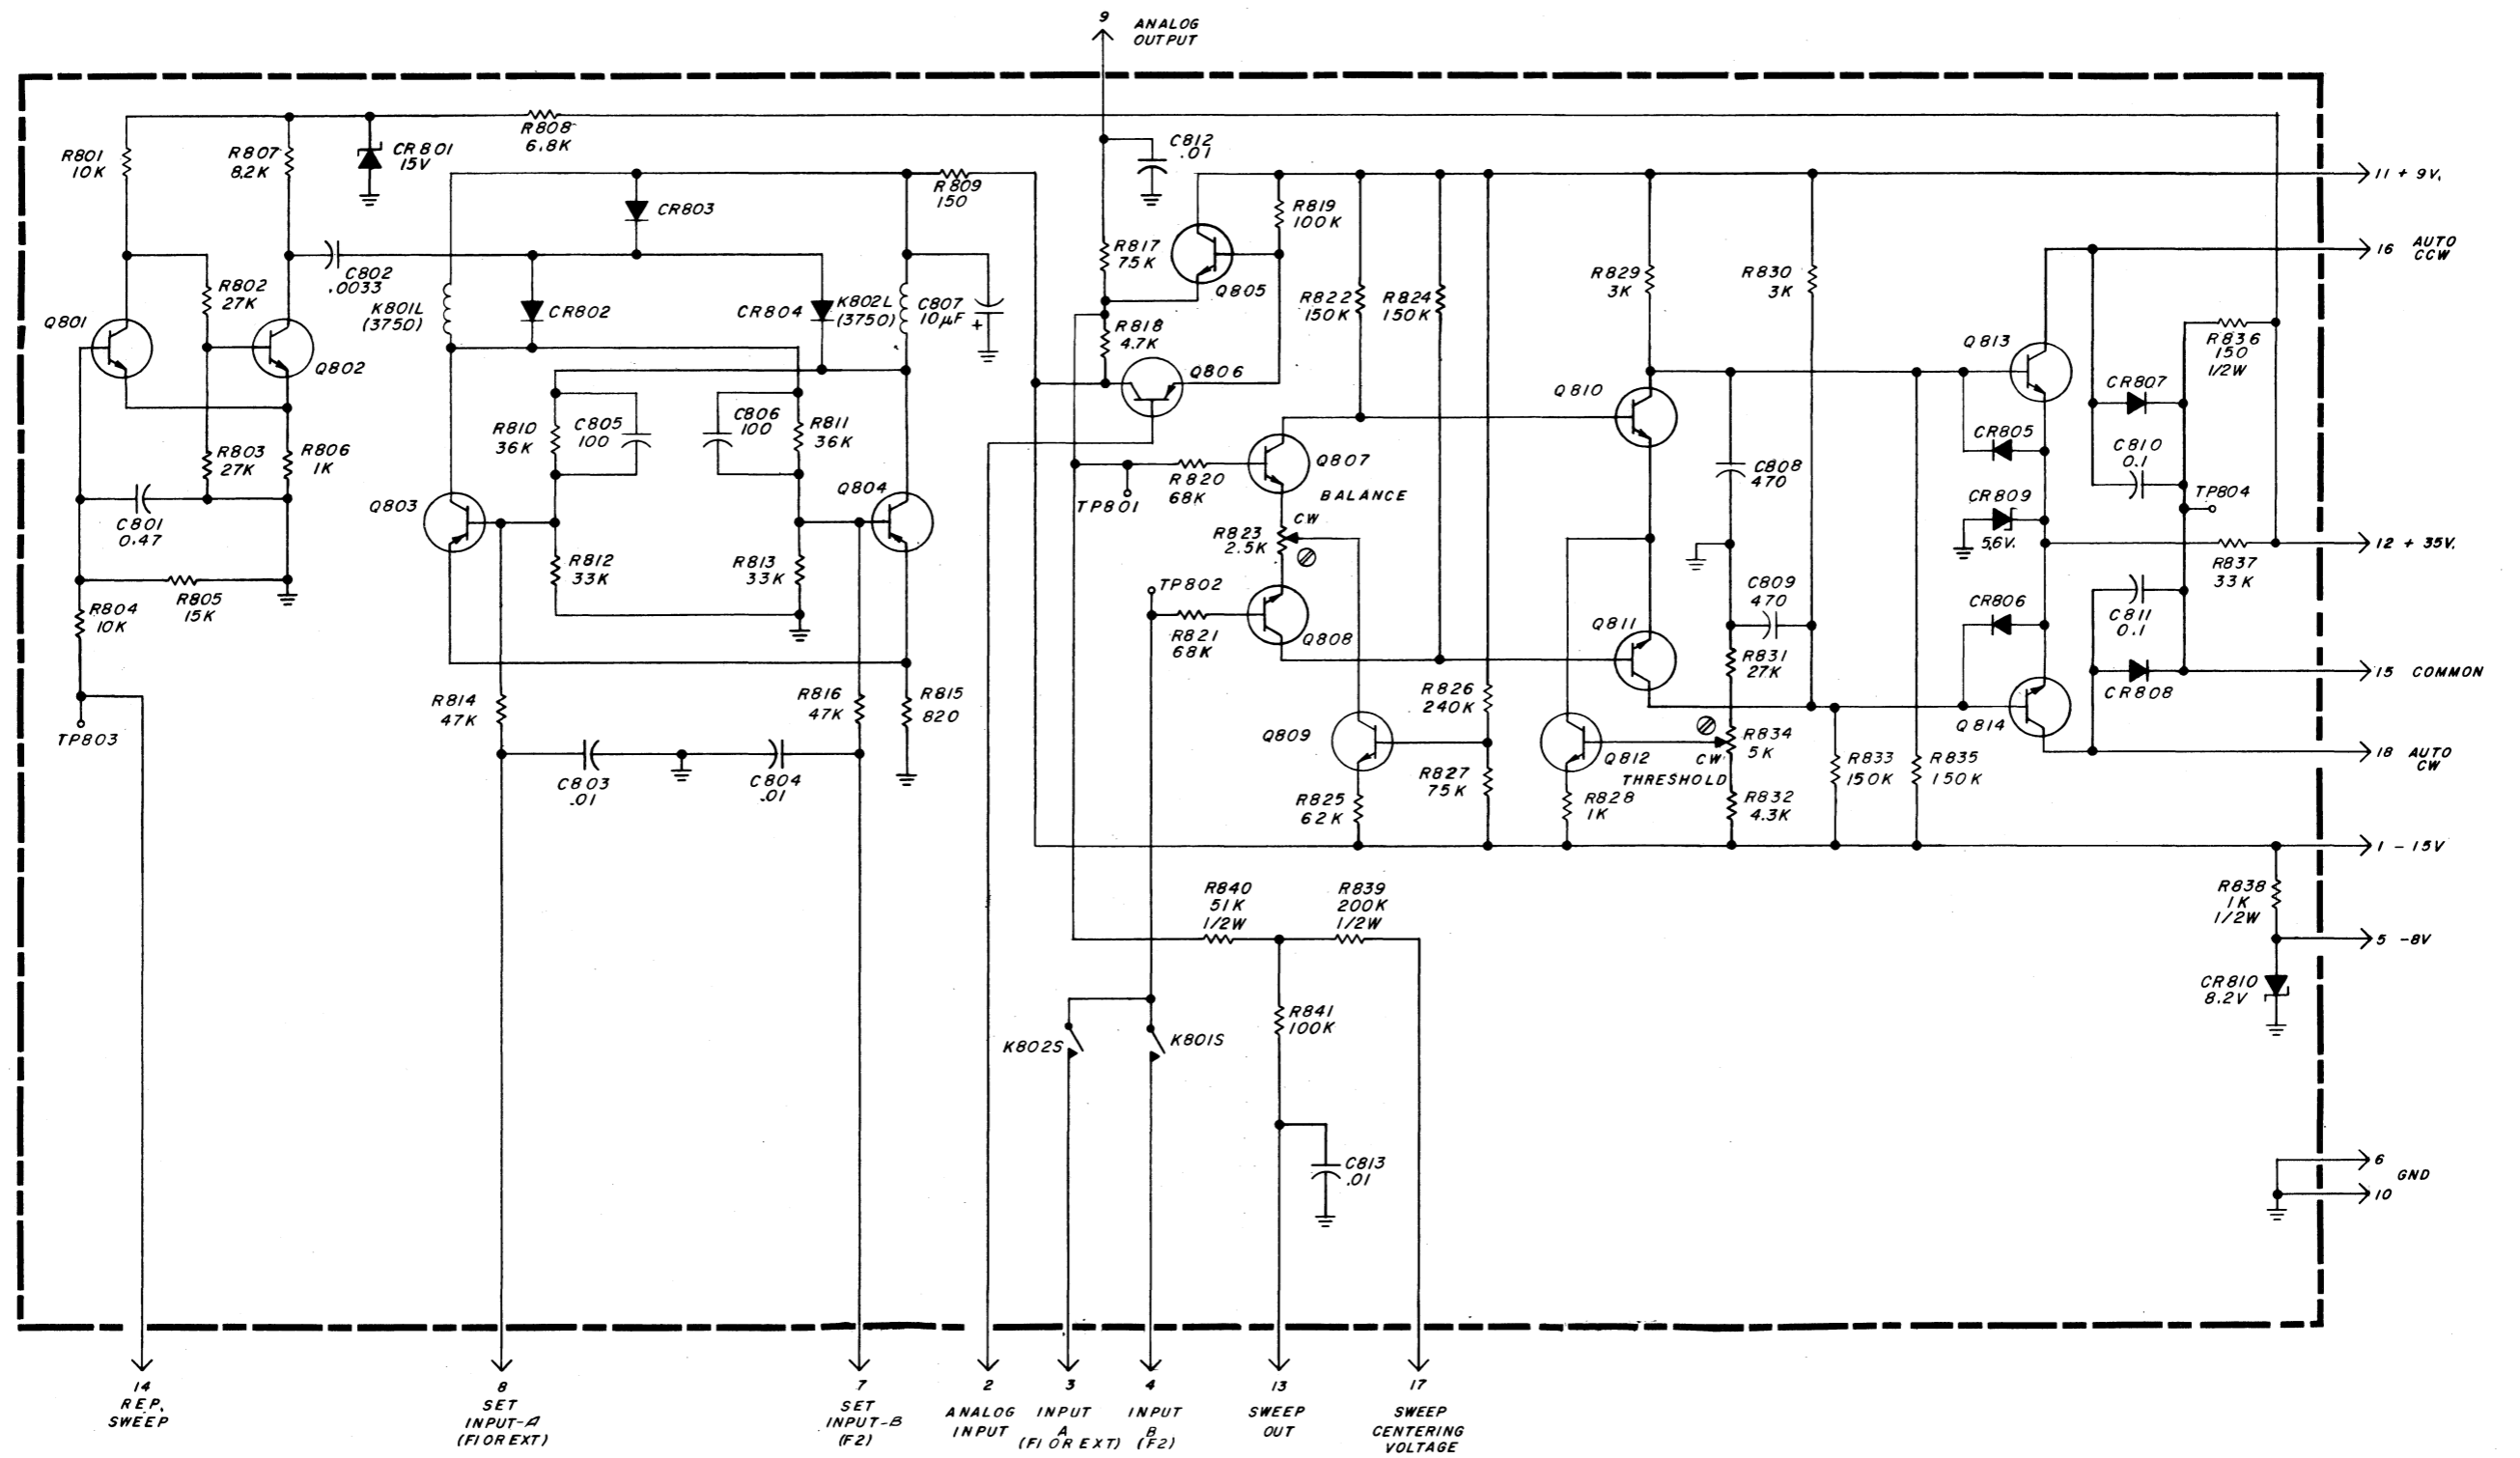 9 ANALOG
OUTPUT
R801
10K
R807
8.2K
CR801
15V
R808
6.8K
C812
.01
11 + 9V.
R809
150
CR803
R819
100K
R817
75K
Q805
16 AUTO
CCW
C802
.0033
R802
27K
K801L
(3750)
CR802
CR804
K802L
(3750)
C807
10µF
+
R822
150K
R824
150K
R829
3K
R830
3K
Q801
Q802
R818
4.7K
Q806
Q813
R836
150
1/2W
CR807
Q810
R810
36K
C805
100
C806
100
R811
36K
R803
27K
R806
1K
CR805
C810
0.1
Q807
C808
470
R820
68K
TP801
BALANCE
CR809
5.6V.
TP804
Q803
Q804
C801
0.47
CW
R823
2.5K
12 + 35V.
R837
33K
R812
33K
R813
33K
TP802
C809
470
CR806
C811
0.1
R804
10K
R805
15K
R821
68K
Q808
Q811
R831
27K
15 COMMON
CR808
R814
47K
R816
47K
R815
820
R826
240K
TP803
Q809
Q812
CW
THRESHOLD
R834
5K
Q814
18 AUTO
CW
C803
.01
C804
.01
R825
62K
R827
75K
R828
1K
R832
4.3K
R833
150K
R835
150K
1 - 15V
R840
51K
1/2W
R839
200K
1/2W
R838
1K
1/2W
5 -8V
CR810
8.2V
R841
100K
K802S
K801S
C813
.01
6
GND
10
14
REP.
SWEEP
8
SET
INPUT-A
(F1 OR EXT)
7
SET
INPUT-B
(F2)
2
ANALOG
INPUT
3
INPUT
A
(F1 OR EXT)
4
INPUT
B
(F2)
13
SWEEP
OUT
17
SWEEP
CENTERING
VOLTAGE